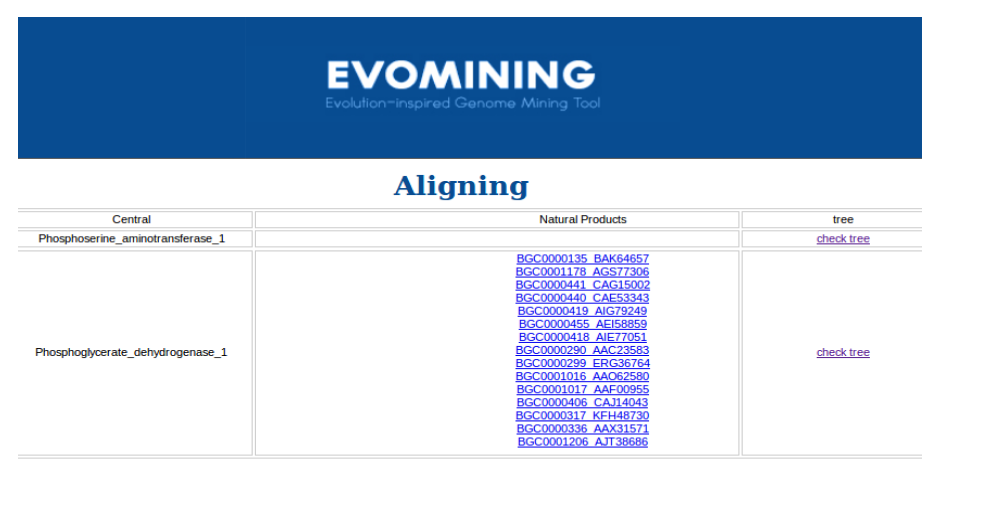 EVOMINING
Evolution-inspired Genome Mining Tool
Aligning
Central Natural Products tree
Phosphoserine_aminotransferase_1 check tree
BGC0000135_BAK64657
BGC0001178_AGS77306
BGC0000441_CAG15002
BGC0000440_CAE53343
BGC0000419_AIG79249
BGC0000455_AEI58859
BGC0000418_AIE77051
Phosphoglycerate_dehydrogenase_1 BGC0000290_AAC23583 check tree
BGC0000299_ERG36764
BGC0001016_AAO62580
BGC0001017_AAF00955
BGC0000406_CAJ14043
BGC0000317_KFH48730
BGC0000336_AAX31571
BGC0001206_AJT38686